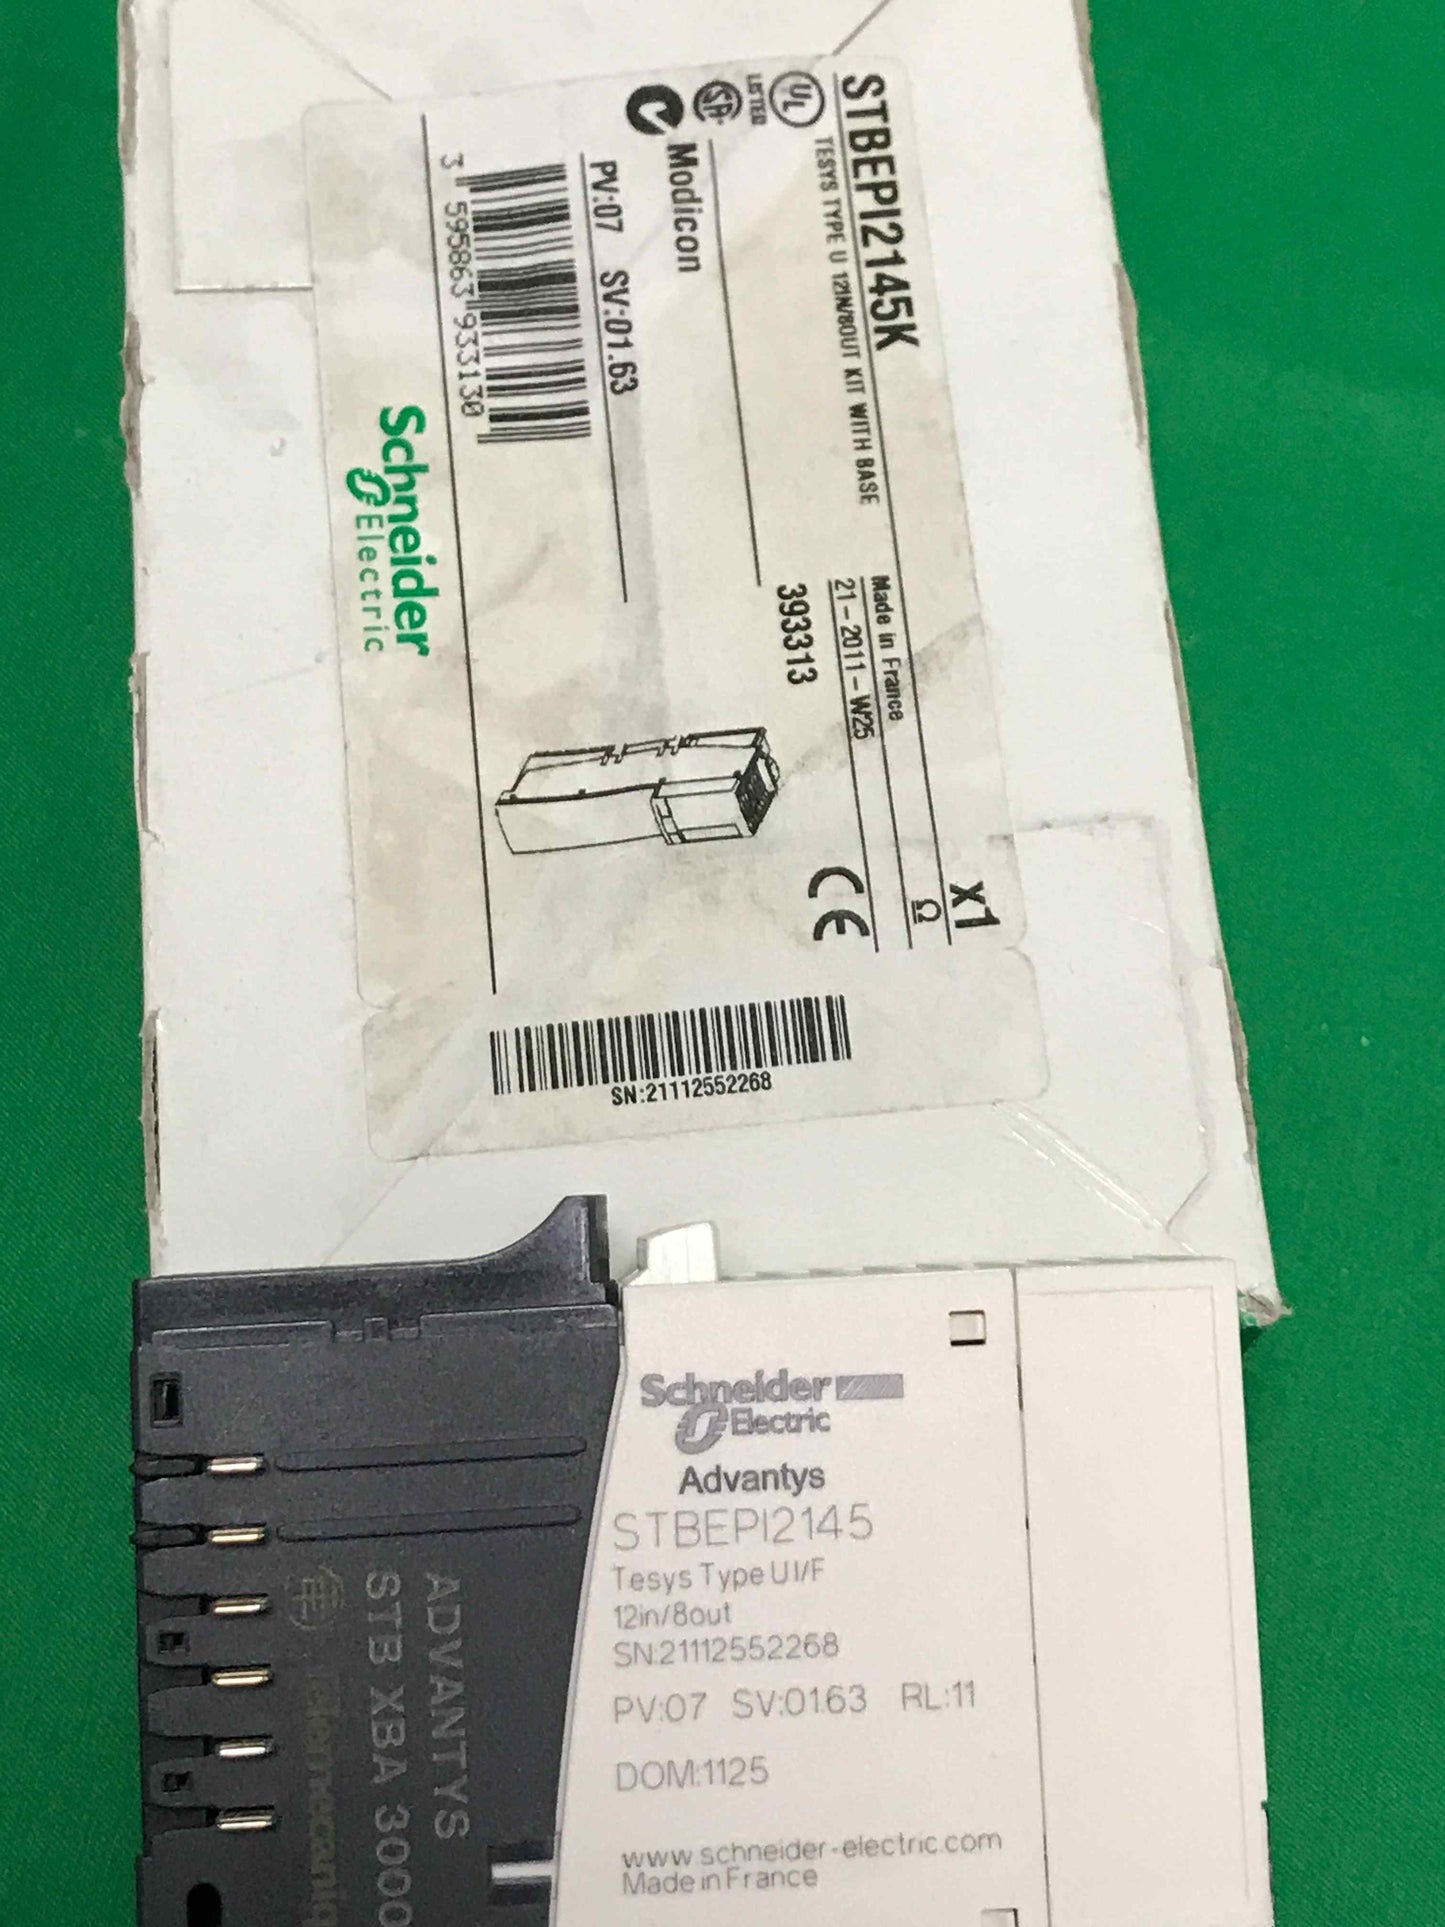 STBEPI2145K
x1
TESYS TYPE U 12IN/8OUT KIT WITH BASE
Made in France
Ω
21-2011-W25
UL
LISTED
393313
CE
Modicon
PV:07 SV:01.63
3 595863 933130
Schneider
Electric
SN:21112552268
Schneider
Electric
Advantys
STBEPI2145
Tesys Type U I/F
12in/8out
SN:21112552268
PV:07 SV:01.63 RL:11
DOM:1125
www.schneider-electric.com
Made in France
ADVANTYS
STB XBA 3000